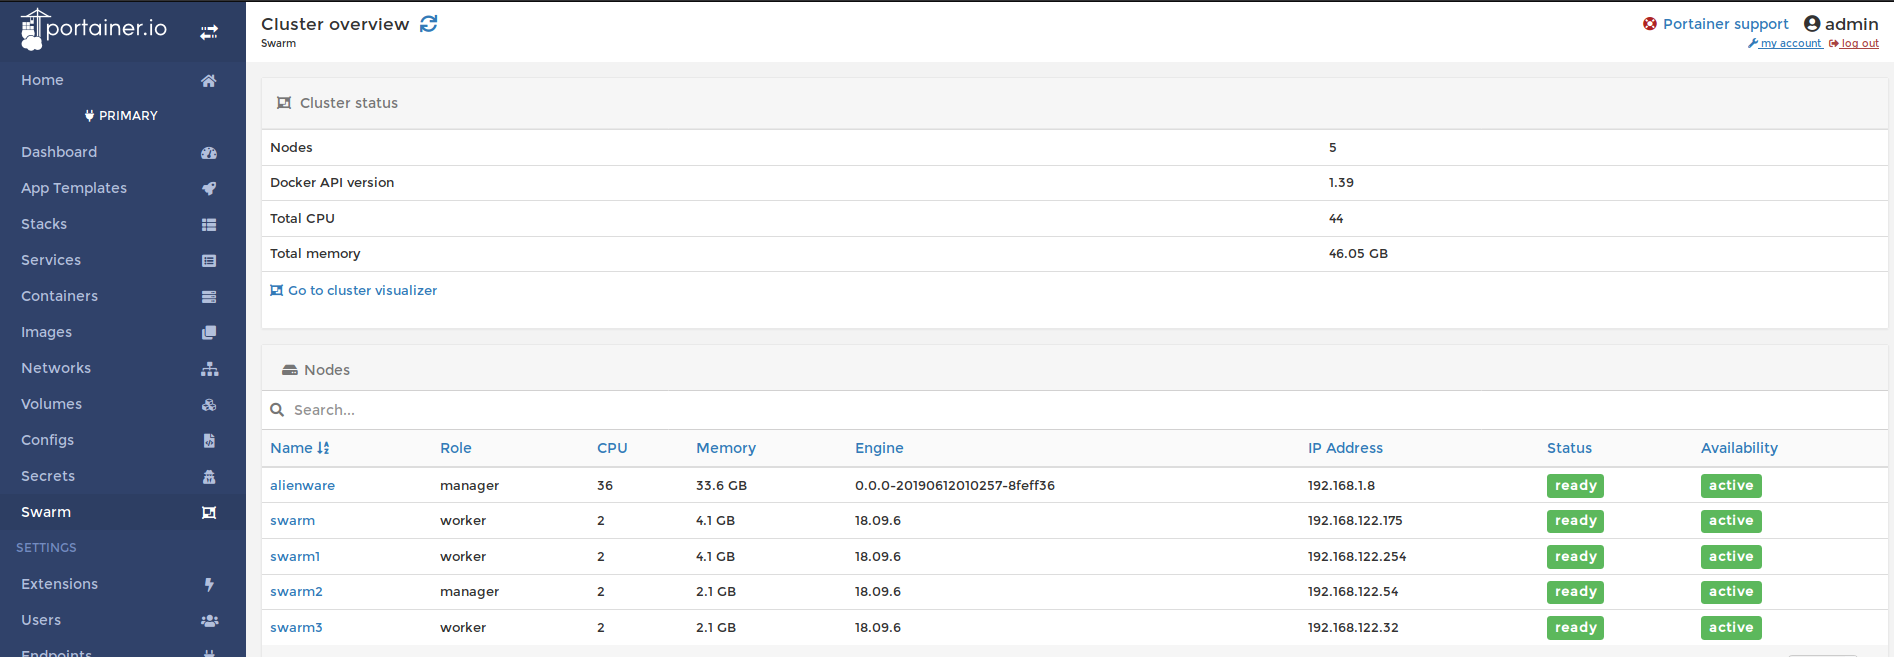 portainer.io
Home
PRIMARY
Dashboard
App Templates
Stacks
Services
Containers
Images
Networks
Volumes
Configs
Secrets
Swarm
SETTINGS
Extensions
Users
Endpoints
Cluster overview
Swarm
Portainer support admin
my account log out
Cluster status
Nodes 5
Docker API version 1.39
Total CPU 44
Total memory 46.05 GB
Go to cluster visualizer
Nodes
Search...
Name Role CPU Memory Engine IP Address Status Availability
alienware manager 36 33.6 GB 0.0.0-20190612010257-8feff36 192.168.1.8 ready active
swarm worker 2 4.1 GB 18.09.6 192.168.122.175 ready active
swarm1 worker 2 4.1 GB 18.09.6 192.168.122.254 ready active
swarm2 manager 2 2.1 GB 18.09.6 192.168.122.54 ready active
swarm3 worker 2 2.1 GB 18.09.6 192.168.122.32 ready active